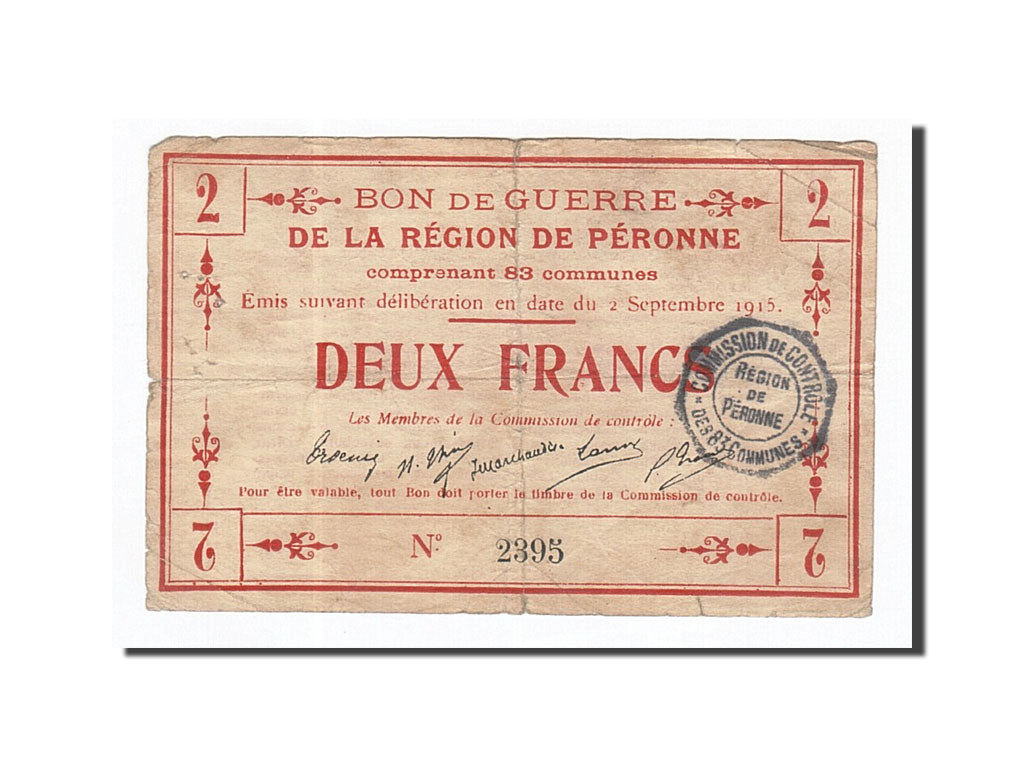 2 BON DE GUERRE 2
DE LA RÉGION DE PÉRONNE
comprenant 83 communes
Émis suivant délibération en date du 2 Septembre 1915.
DEUX FRANCS
Les Membres de la Commission de contrôle :
COMMISSION DE CONTRÔLE
RÉGION
DE
PÉRONNE
* DES 83 COMMUNES *
Pour être valable, tout Bon doit porter le timbre de la Commission de contrôle.
2 Nº 2395 2